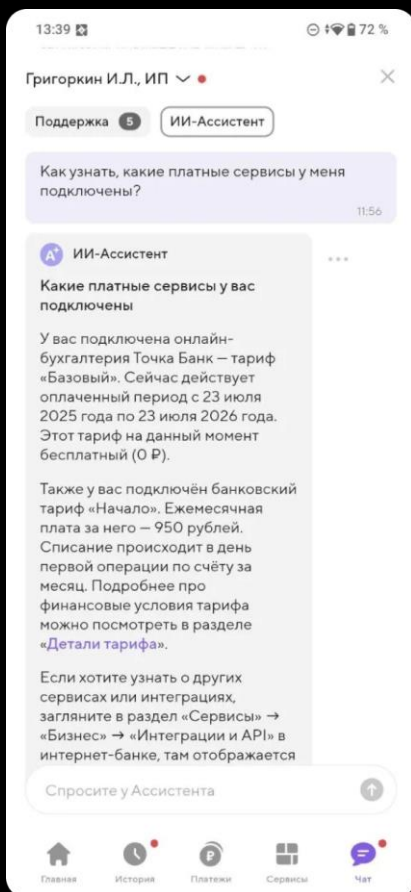 13:39
72 %
Григоркин И.Л., ИП
Поддержка 5
ИИ-Ассистент
Как узнать, какие платные сервисы у меня
подключены?
11:56
ИИ-Ассистент
Какие платные сервисы у вас
подключены
У вас подключена онлайн-
бухгалтерия Точка Банк — тариф
«Базовый». Сейчас действует
оплаченный период с 23 июля
2025 года по 23 июля 2026 года.
Этот тариф на данный момент
бесплатный (0 ₽).
Также у вас подключён банковский
тариф «Начало». Ежемесячная
плата за него — 950 рублей.
Списание происходит в день
первой операции по счёту за
месяц. Подробнее про
финансовые условия тарифа
можно посмотреть в разделе
«Детали тарифа».
Если хотите узнать о других
сервисах или интеграциях,
загляните в раздел «Сервисы» →
«Бизнес» → «Интеграции и API» в
интернет-банке, там отображается
Спросите у Ассистента
Главная
История
Платежи
Сервисы
Чат